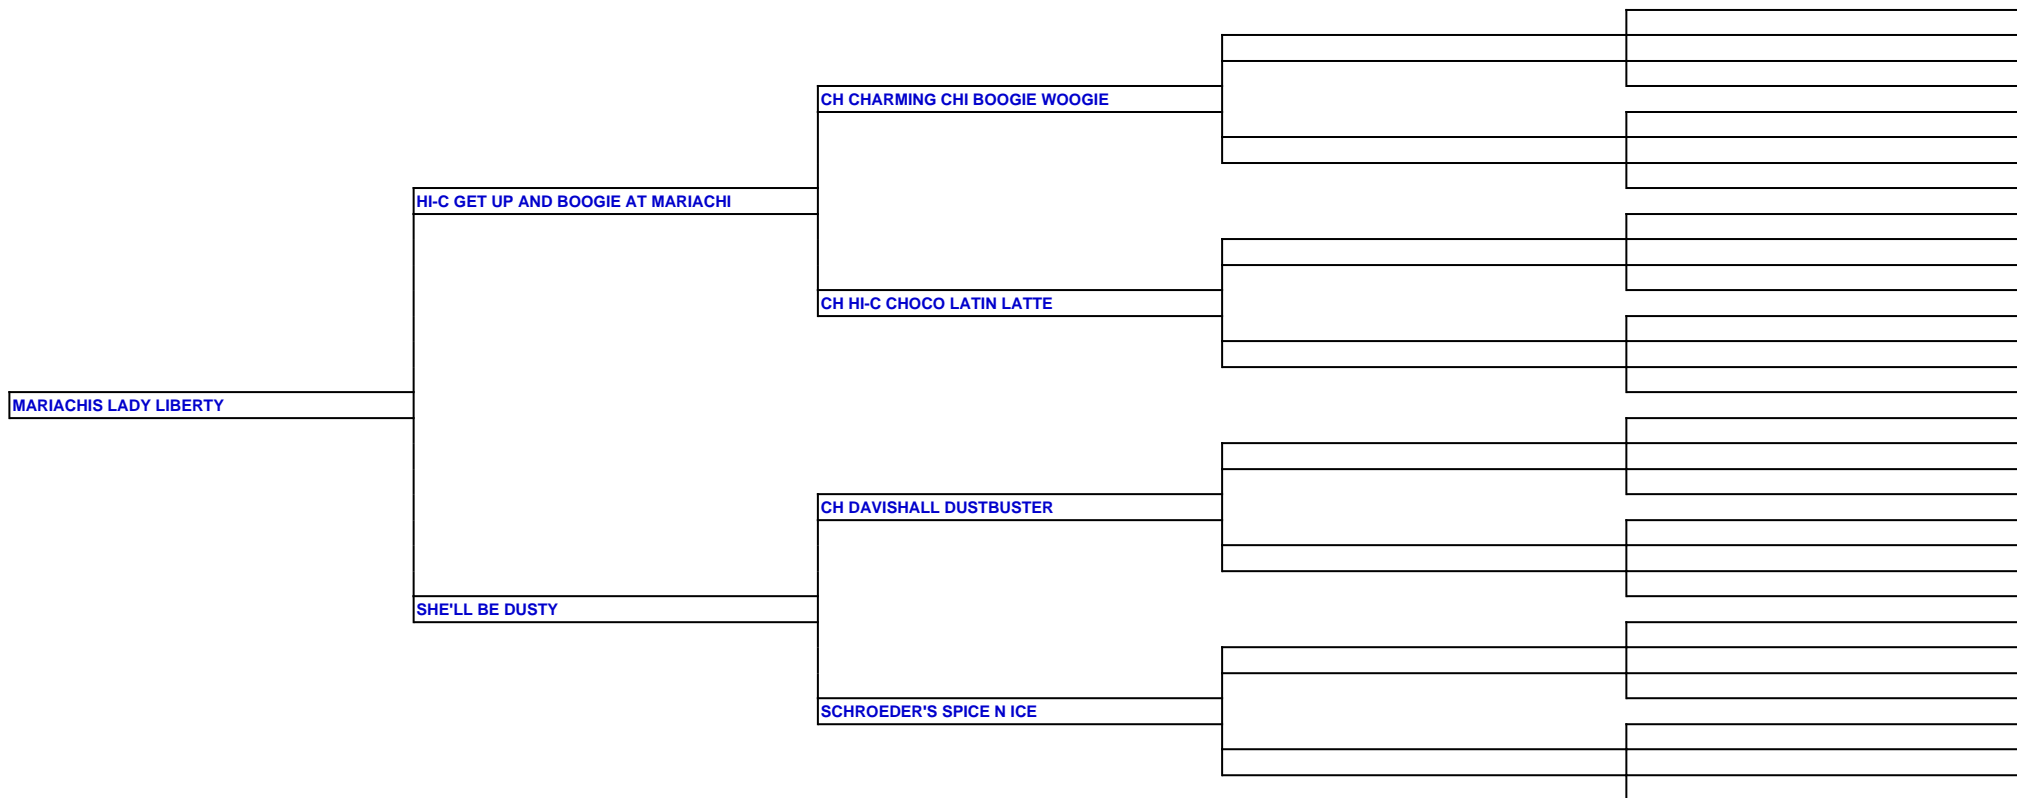 CH CHARMING CHI BOOGIE WOOGIE
HI-C GET UP AND BOOGIE AT MARIACHI
CH HI-C CHOCO LATIN LATTE
MARIACHIS LADY LIBERTY
CH DAVISHALL DUSTBUSTER
SHE'LL BE DUSTY
SCHROEDER'S SPICE N ICE